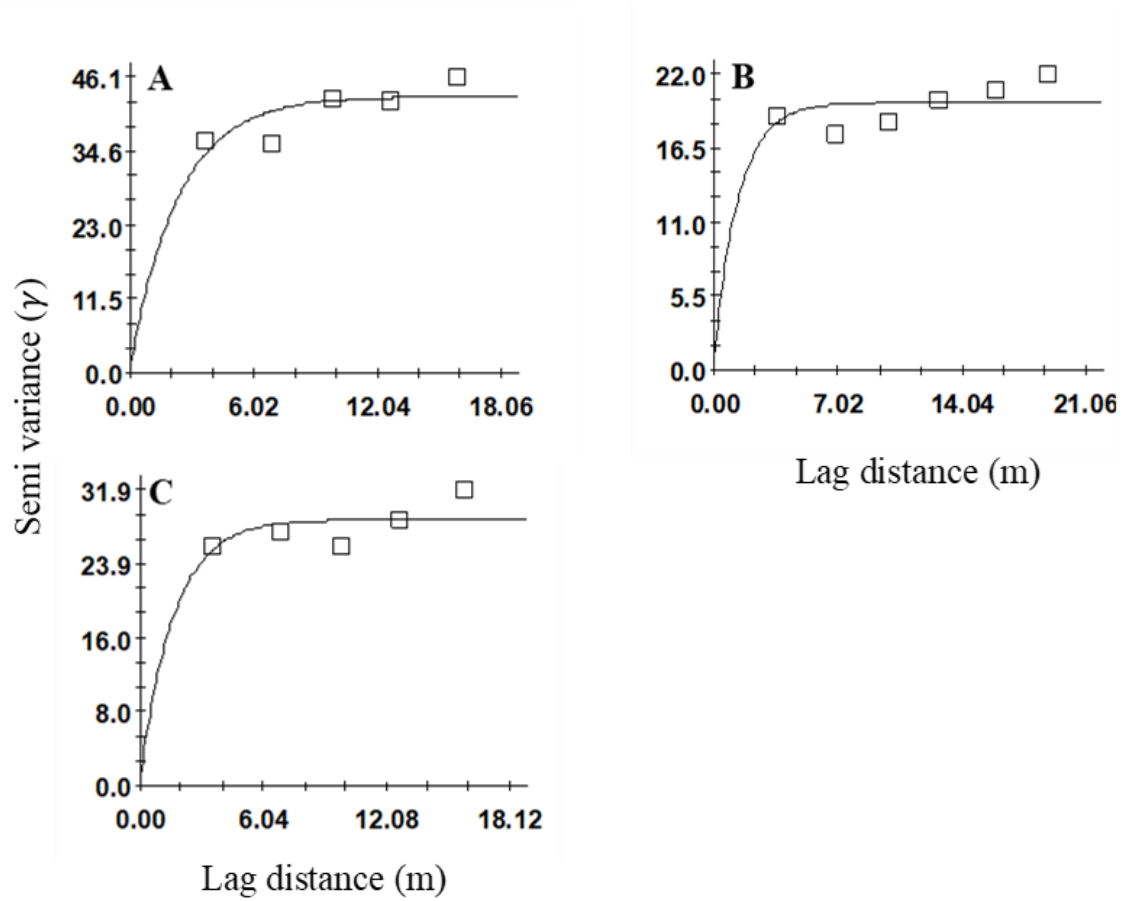 A
46.1
34.6
23.0
11.5
0.0
0.00 6.02 12.04 18.06
B
22.0
16.5
11.0
5.5
0.0
0.00 7.02 14.04 21.06
Lag distance (m)
Semi variance (γ)
C
31.9
23.9
16.0
8.0
0.0
0.00 6.04 12.08 18.12
Lag distance (m)